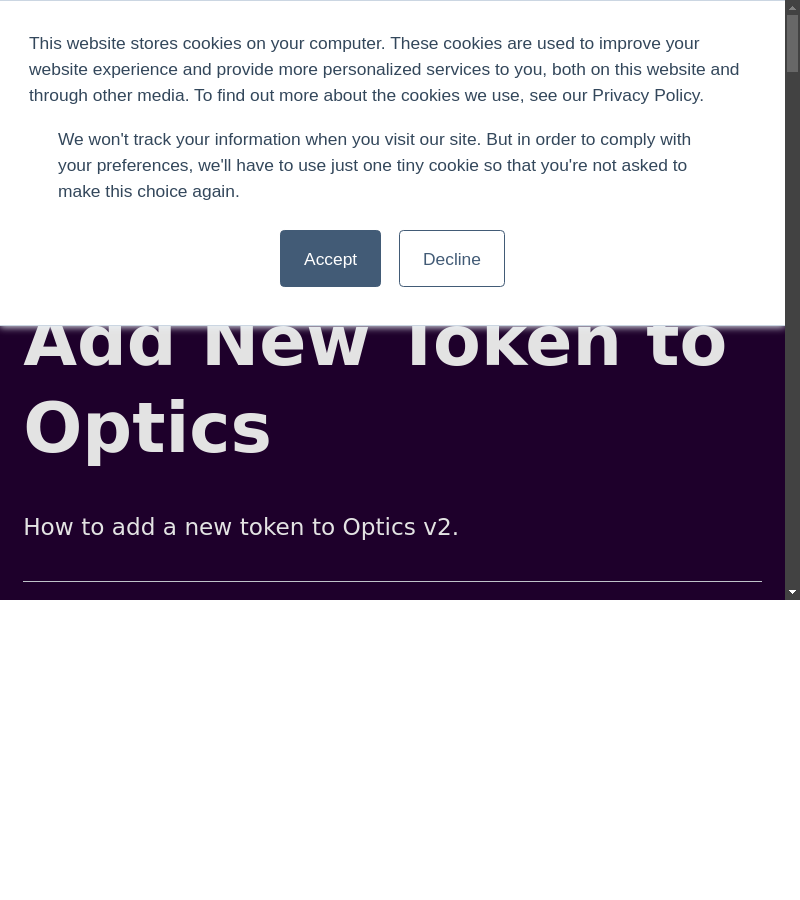 This website stores cookies on your computer. These cookies are used to improve your
website experience and provide more personalized services to you, both on this website and
through other media. To find out more about the cookies we use, see our Privacy Policy.
We won't track your information when you visit our site. But in order to comply with
your preferences, we'll have to use just one tiny cookie so that you're not asked to
make this choice again.
Accept Decline
Add New Token to
Optics
How to add a new token to Optics v2.